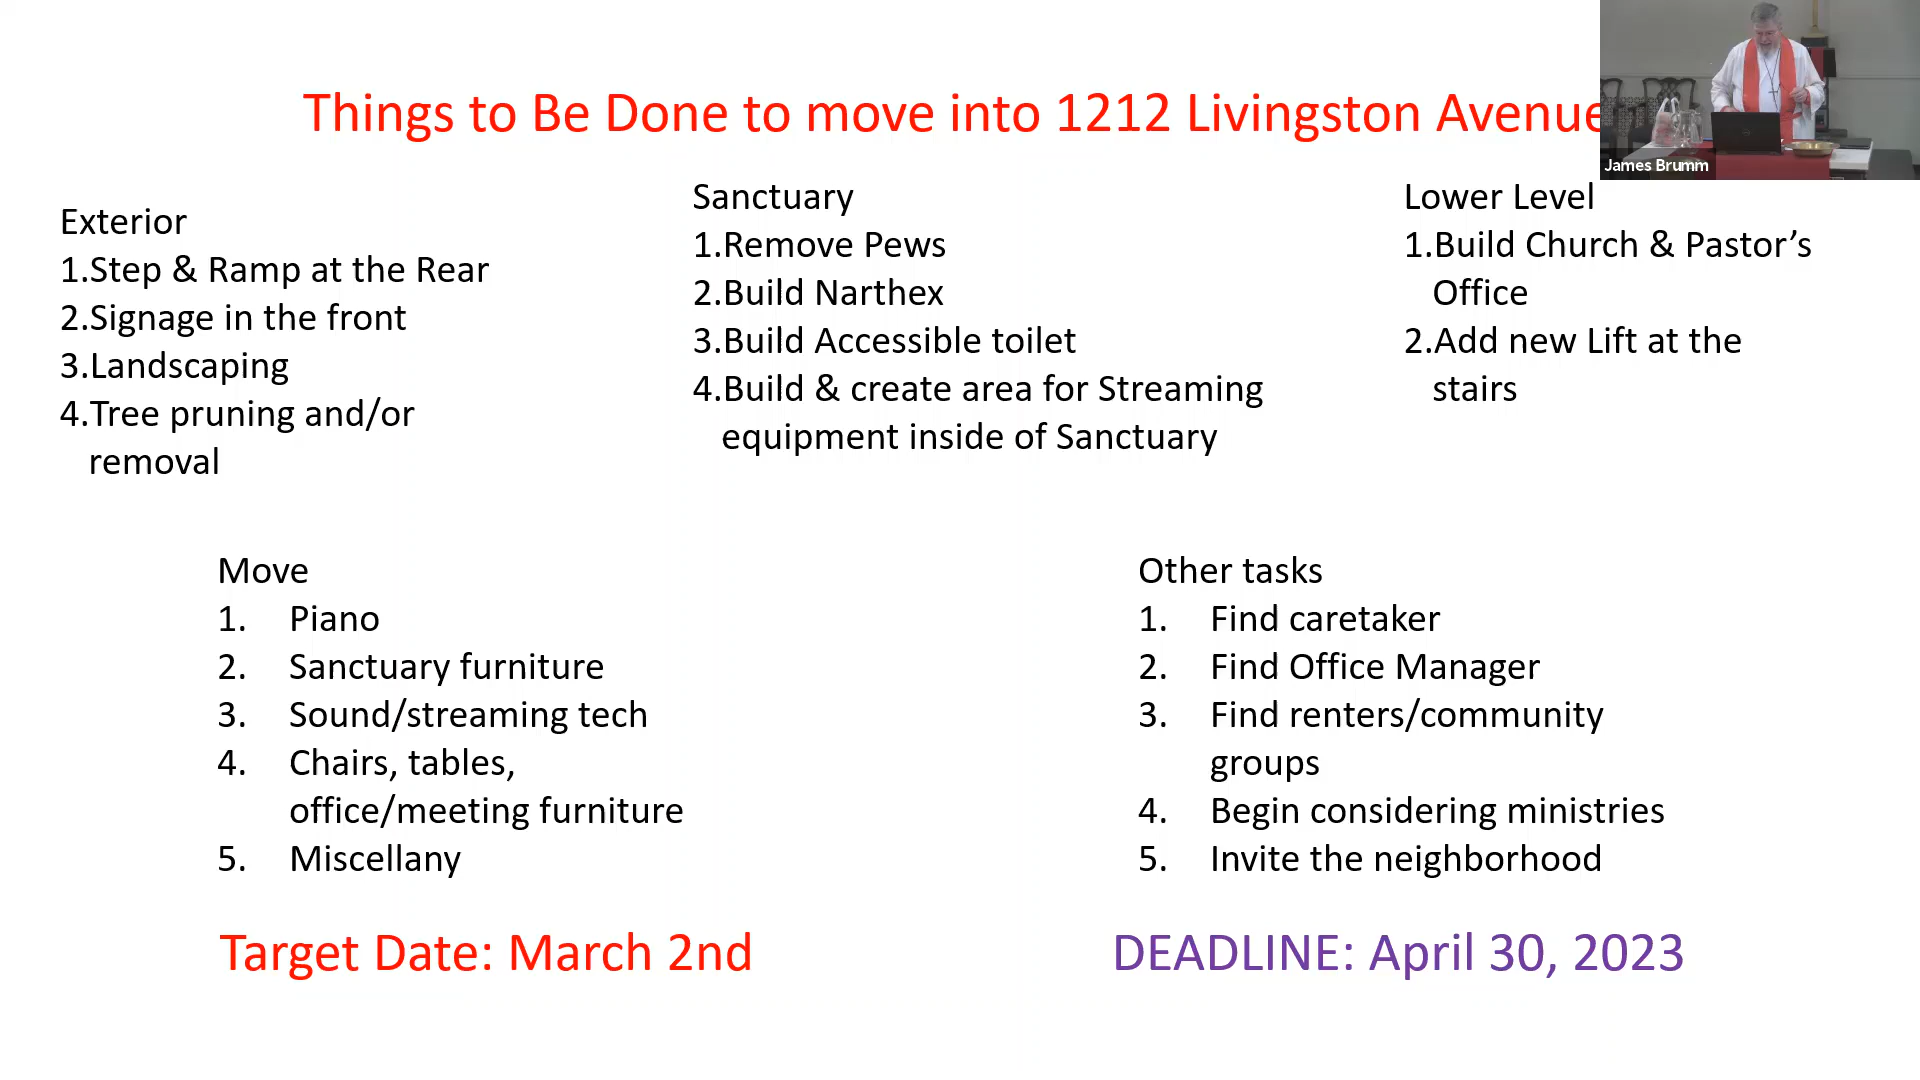 Things to Be Done to move into 1212 Livingston Avenue
James Brumm
Exterior
1.Step & Ramp at the Rear
2.Signage in the front
3.Landscaping
4.Tree pruning and/or
removal
Sanctuary
1.Remove Pews
2.Build Narthex
3.Build Accessible toilet
4.Build & create area for Streaming
equipment inside of Sanctuary
Lower Level
1.Build Church & Pastor’s
Office
2.Add new Lift at the
stairs
Move
1. Piano
2. Sanctuary furniture
3. Sound/streaming tech
4. Chairs, tables,
office/meeting furniture
5. Miscellany
Other tasks
1. Find caretaker
2. Find Office Manager
3. Find renters/community
groups
4. Begin considering ministries
5. Invite the neighborhood
Target Date: March 2nd
DEADLINE: April 30, 2023